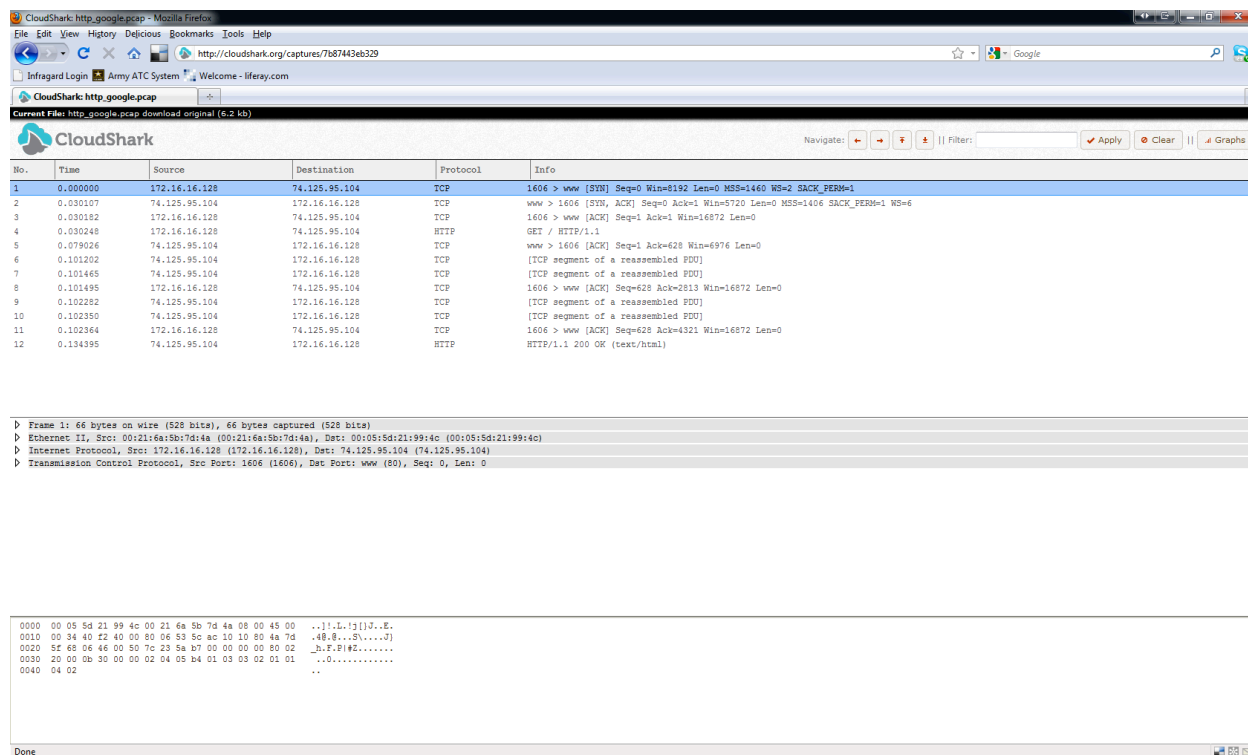 CloudShark: http_google.pcap - Mozilla Firefox
File Edit View History Delicious Bookmarks Tools Help
http://cloudshark.org/captures/7b87443eb329 Google
Infragard Login Army ATC System Welcome - liferay.com
CloudShark: http_google.pcap
Current File: http_google.pcap download original (6.2 kb)
CloudShark Navigate: || Filter: Apply Clear || Graphs
No. Time Source Destination Protocol Info
1 0.000000 172.16.16.128 74.125.95.104 TCP 1606 > www [SYN] Seq=0 Win=8192 Len=0 MSS=1460 WS=2 SACK_PERM=1
2 0.030107 74.125.95.104 172.16.16.128 TCP www > 1606 [SYN, ACK] Seq=0 Ack=1 Win=5720 Len=0 MSS=1406 SACK_PERM=1 WS=6
3 0.030182 172.16.16.128 74.125.95.104 TCP 1606 > www [ACK] Seq=1 Ack=1 Win=16872 Len=0
4 0.030248 172.16.16.128 74.125.95.104 HTTP GET / HTTP/1.1
5 0.079026 74.125.95.104 172.16.16.128 TCP www > 1606 [ACK] Seq=1 Ack=628 Win=6976 Len=0
6 0.101202 74.125.95.104 172.16.16.128 TCP [TCP segment of a reassembled PDU]
7 0.101465 74.125.95.104 172.16.16.128 TCP [TCP segment of a reassembled PDU]
8 0.101495 172.16.16.128 74.125.95.104 TCP 1606 > www [ACK] Seq=628 Ack=2813 Win=16872 Len=0
9 0.102282 74.125.95.104 172.16.16.128 TCP [TCP segment of a reassembled PDU]
10 0.102350 74.125.95.104 172.16.16.128 TCP [TCP segment of a reassembled PDU]
11 0.102364 172.16.16.128 74.125.95.104 TCP 1606 > www [ACK] Seq=628 Ack=4321 Win=16872 Len=0
12 0.134395 74.125.95.104 172.16.16.128 HTTP HTTP/1.1 200 OK (text/html)
Frame 1: 66 bytes on wire (528 bits), 66 bytes captured (528 bits)
Ethernet II, Src: 00:21:6a:5b:7d:4a (00:21:6a:5b:7d:4a), Dst: 00:05:5d:21:99:4c (00:05:5d:21:99:4c)
Internet Protocol, Src: 172.16.16.128 (172.16.16.128), Dst: 74.125.95.104 (74.125.95.104)
Transmission Control Protocol, Src Port: 1606 (1606), Dst Port: www (80), Seq: 0, Len: 0
0000 00 05 5d 21 99 4c 00 21 6a 5b 7d 4a 08 00 45 00 ..]!.L.!j[}J..E.
0010 00 34 40 f2 40 00 80 06 53 5c ac 10 10 80 4a 7d .4@.@...S\....J}
0020 5f 68 06 46 00 50 7c 23 5a b7 00 00 00 00 80 02 _h.F.P|#Z.......
0030 20 00 0b 30 00 00 02 04 05 b4 01 03 03 02 01 01 ..0............
0040 04 02 ..
Done